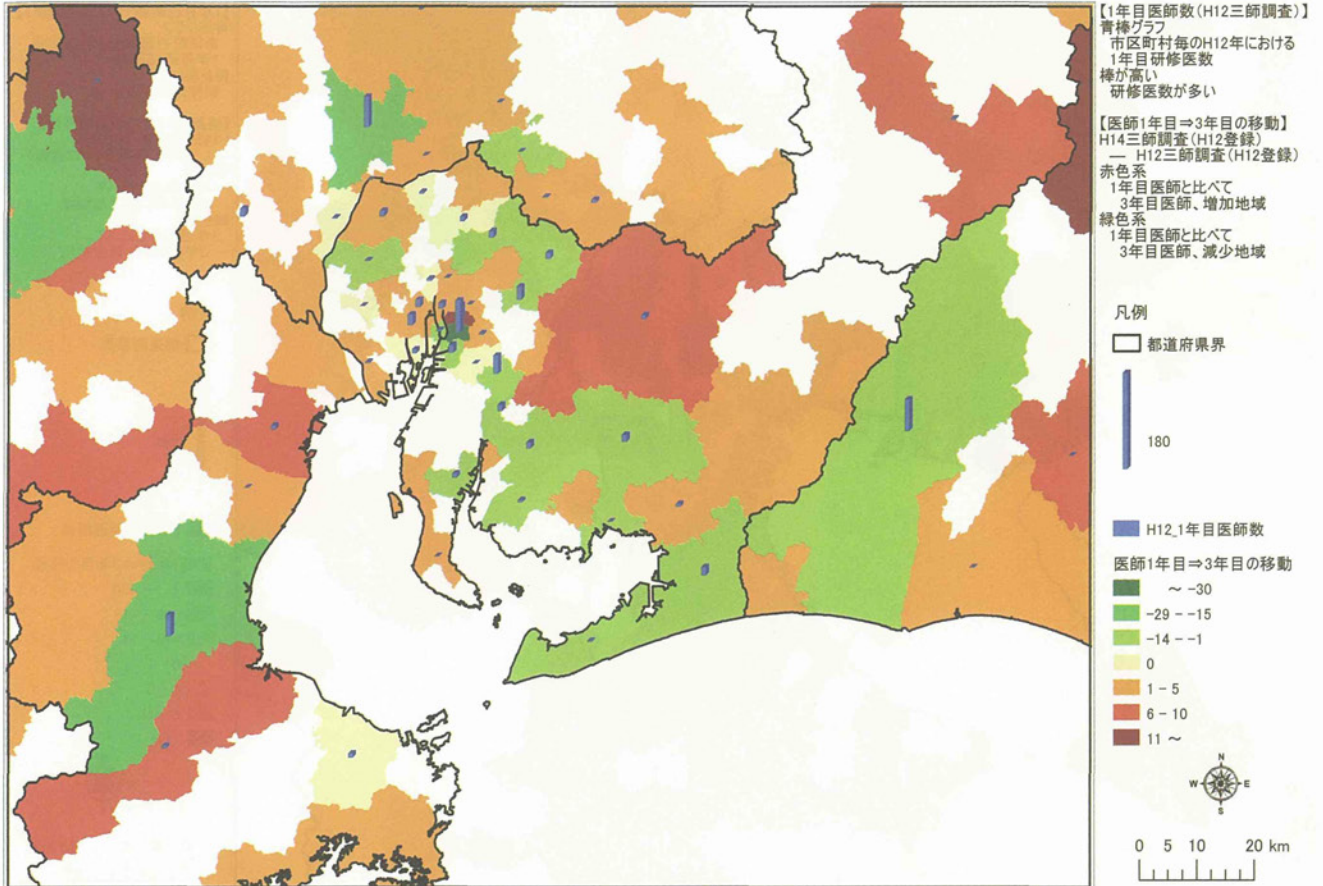 【1年目医師数(H12三師調査)】
青棒グラフ
市区町村毎のH12年における
1年目研修医数
棒が高い
研修医数が多い
【医師1年目⇒3年目の移動】
H14三師調査(H12登録)
― H12三師調査(H12登録)
赤色系
1年目医師と比べて
3年目医師、増加地域
緑色系
1年目医師と比べて
3年目医師、減少地域
凡例
都道府県界
180
H12_1年目医師数
医師1年目⇒3年目の移動
～ -30
-29 - -15
-14 - -1
0
1 - 5
6 - 10
11 ～
N
W E
S
0 5 10 20 km